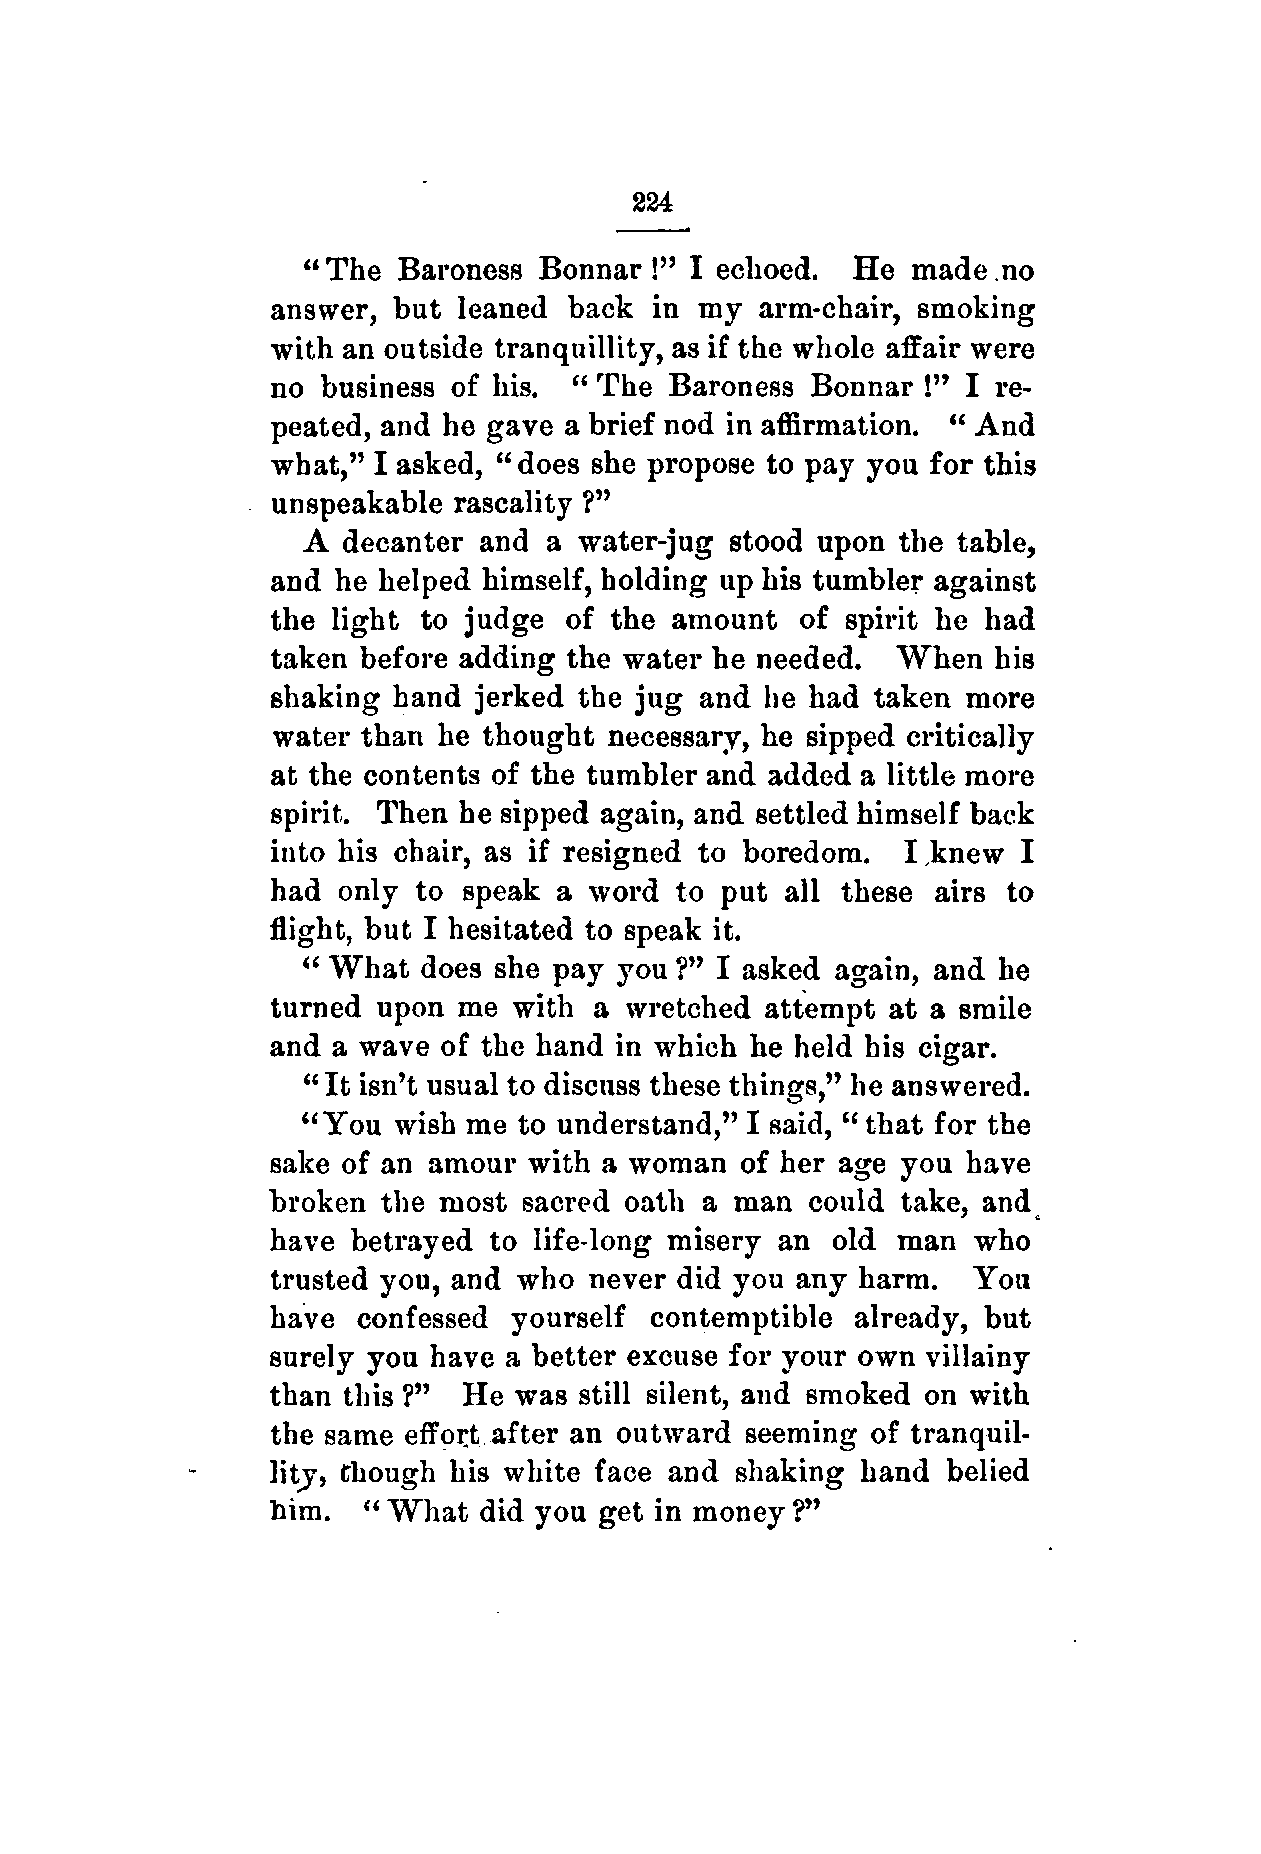 224
"The Baroness Bonnar!" I echoed. He made no
answer, but leaned back in my arm-chair, smoking
with an outside tranquillity, as if the whole affair were
no business of his. "The Baroness Bonnar!" I re-
peated, and he gave a brief nod in affirmation. "And
what," I asked, "does she propose to pay you for this
unspeakable rascality?"
A decanter and a water-jug stood upon the table,
and he helped himself, holding up his tumbler against
the light to judge of the amount of spirit he had
taken before adding the water he needed. When his
shaking hand jerked the jug and he had taken more
water than he thought necessary, he sipped critically
at the contents of the tumbler and added a little more
spirit. Then he sipped again, and settled himself back
into his chair, as if resigned to boredom. I knew I
had only to speak a word to put all these airs to
flight, but I hesitated to speak it.
"What does she pay you?" I asked again, and he
turned upon me with a wretched attempt at a smile
and a wave of the hand in which he held his cigar.
"It isn't usual to discuss these things," he answered.
"You wish me to understand," I said, "that for the
sake of an amour with a woman of her age you have
broken the most sacred oath a man could take, and
have betrayed to life-long misery an old man who
trusted you, and who never did you any harm. You
have confessed yourself contemptible already, but
surely you have a better excuse for your own villainy
than this?" He was still silent, and smoked on with
the same effort after an outward seeming of tranquil-
lity, though his white face and shaking hand belied
him. "What did you get in money?"